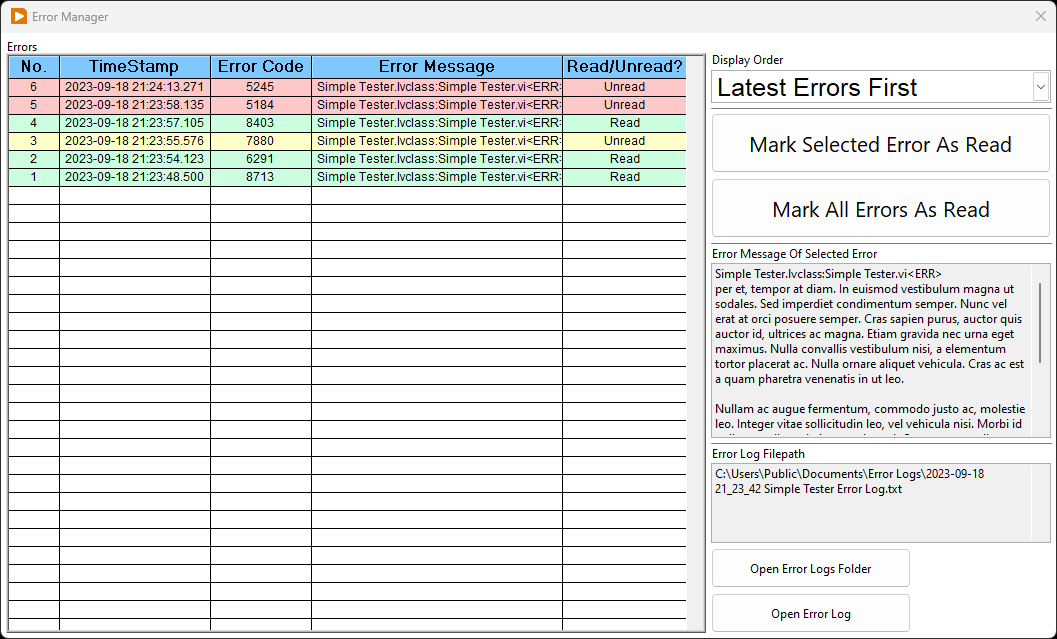 Error Manager
Errors
No. TimeStamp Error Code Error Message Read/Unread?
6 2023-09-18 21:24:13.271 5245 Simple Tester.lvclass:Simple Tester.vi<ERR> Unread
5 2023-09-18 21:23:58.135 5184 Simple Tester.lvclass:Simple Tester.vi<ERR> Unread
4 2023-09-18 21:23:57.105 8403 Simple Tester.lvclass:Simple Tester.vi<ERR> Read
3 2023-09-18 21:23:55.576 7880 Simple Tester.lvclass:Simple Tester.vi<ERR> Unread
2 2023-09-18 21:23:54.123 6291 Simple Tester.lvclass:Simple Tester.vi<ERR> Read
1 2023-09-18 21:23:48.500 8713 Simple Tester.lvclass:Simple Tester.vi<ERR> Read
Display Order
Latest Errors First
Mark Selected Error As Read
Mark All Errors As Read
Error Message Of Selected Error
Simple Tester.lvclass:Simple Tester.vi<ERR>
per et, tempor at diam. In euismod vestibulum magna ut
sodales. Sed imperdiet condimentum semper. Nunc vel
erat at orci posuere semper. Cras sapien purus, auctor quis
auctor id, ultrices ac magna. Etiam gravida nec urna eget
maximus. Nulla convallis vestibulum nisi, a elementum
tortor placerat ac. Nulla ornare aliquet vehicula. Cras ac est
a quam pharetra venenatis in ut leo.
Nullam ac augue fermentum, commodo justo ac, molestie
leo. Integer vitae sollicitudin leo, vel vehicula nisi. Morbi id
Error Log Filepath
C:\Users\Public\Documents\Error Logs\2023-09-18
21_23_42 Simple Tester Error Log.txt
Open Error Logs Folder
Open Error Log